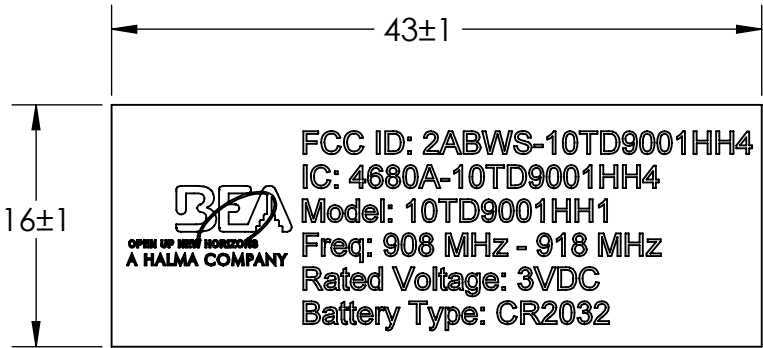 43±1
16±1
BEA
OPEN UP NEW HORIZONS
A HALMA COMPANY
FCC ID: 2ABWS-10TD9001HH4
IC: 4680A-10TD9001HH4
Model: 10TD9001HH1
Freq: 908 MHz - 918 MHz
Rated Voltage: 3VDC
Battery Type: CR2032